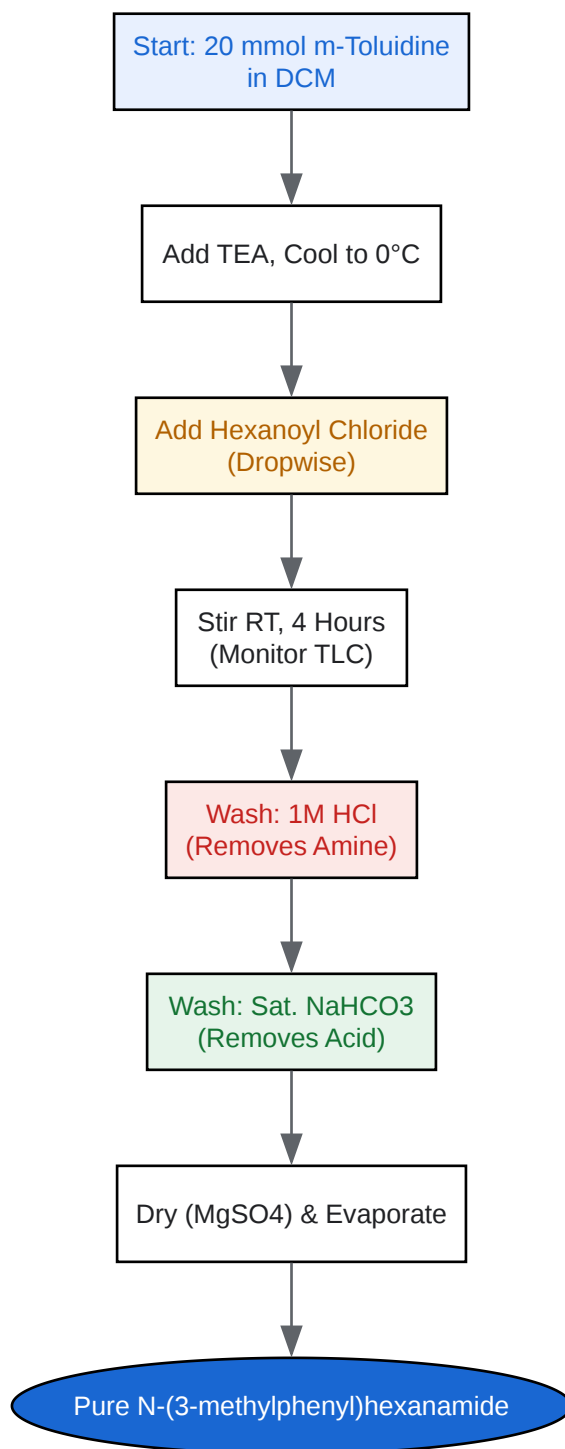 Start: 20 mmol m-Toluidine
in DCM
Add TEA, Cool to 0°C
Add Hexanoyl Chloride
(Dropwise)
Stir RT, 4 Hours
(Monitor TLC)
Wash: 1M HCl
(Removes Amine)
Wash: Sat. NaHCO3
(Removes Acid)
Dry (MgSO4) & Evaporate
Pure N-(3-methylphenyl)hexanamide